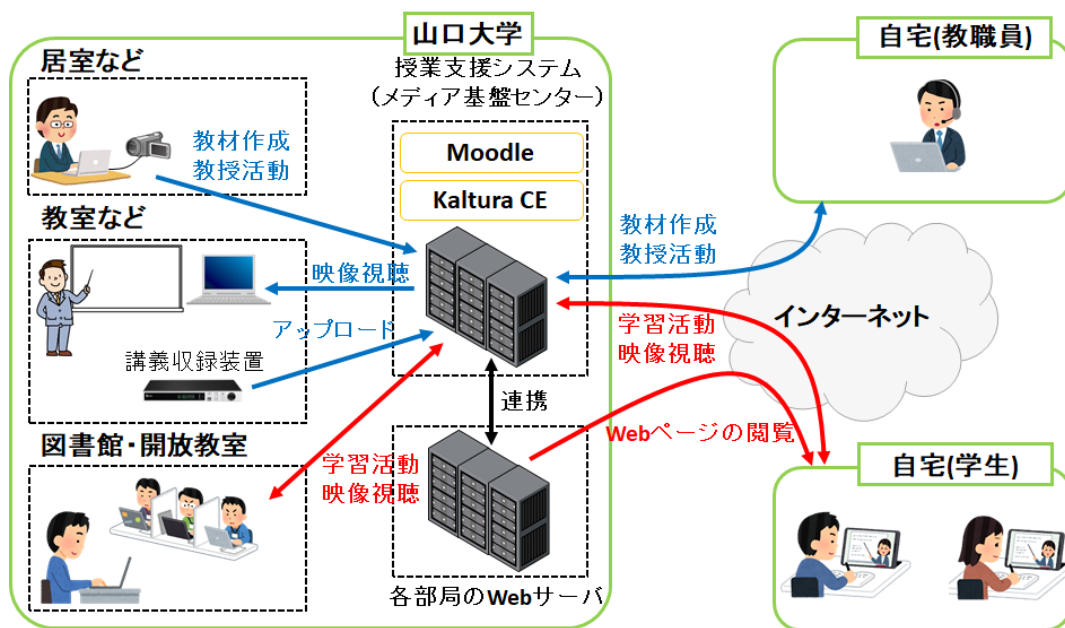 山口大学
自宅(教職員)
居室など
授業支援システム
(メディア基盤センター)
教材作成
教授活動
Moodle
Kaltura CE
教室など
映像視聴
教材作成
教授活動
アップロード
講義収録装置
学習活動
映像視聴
インターネット
連携
図書館・開放教室
学習活動
映像視聴
Webページの閲覧
自宅(学生)
各部局のWebサーバ